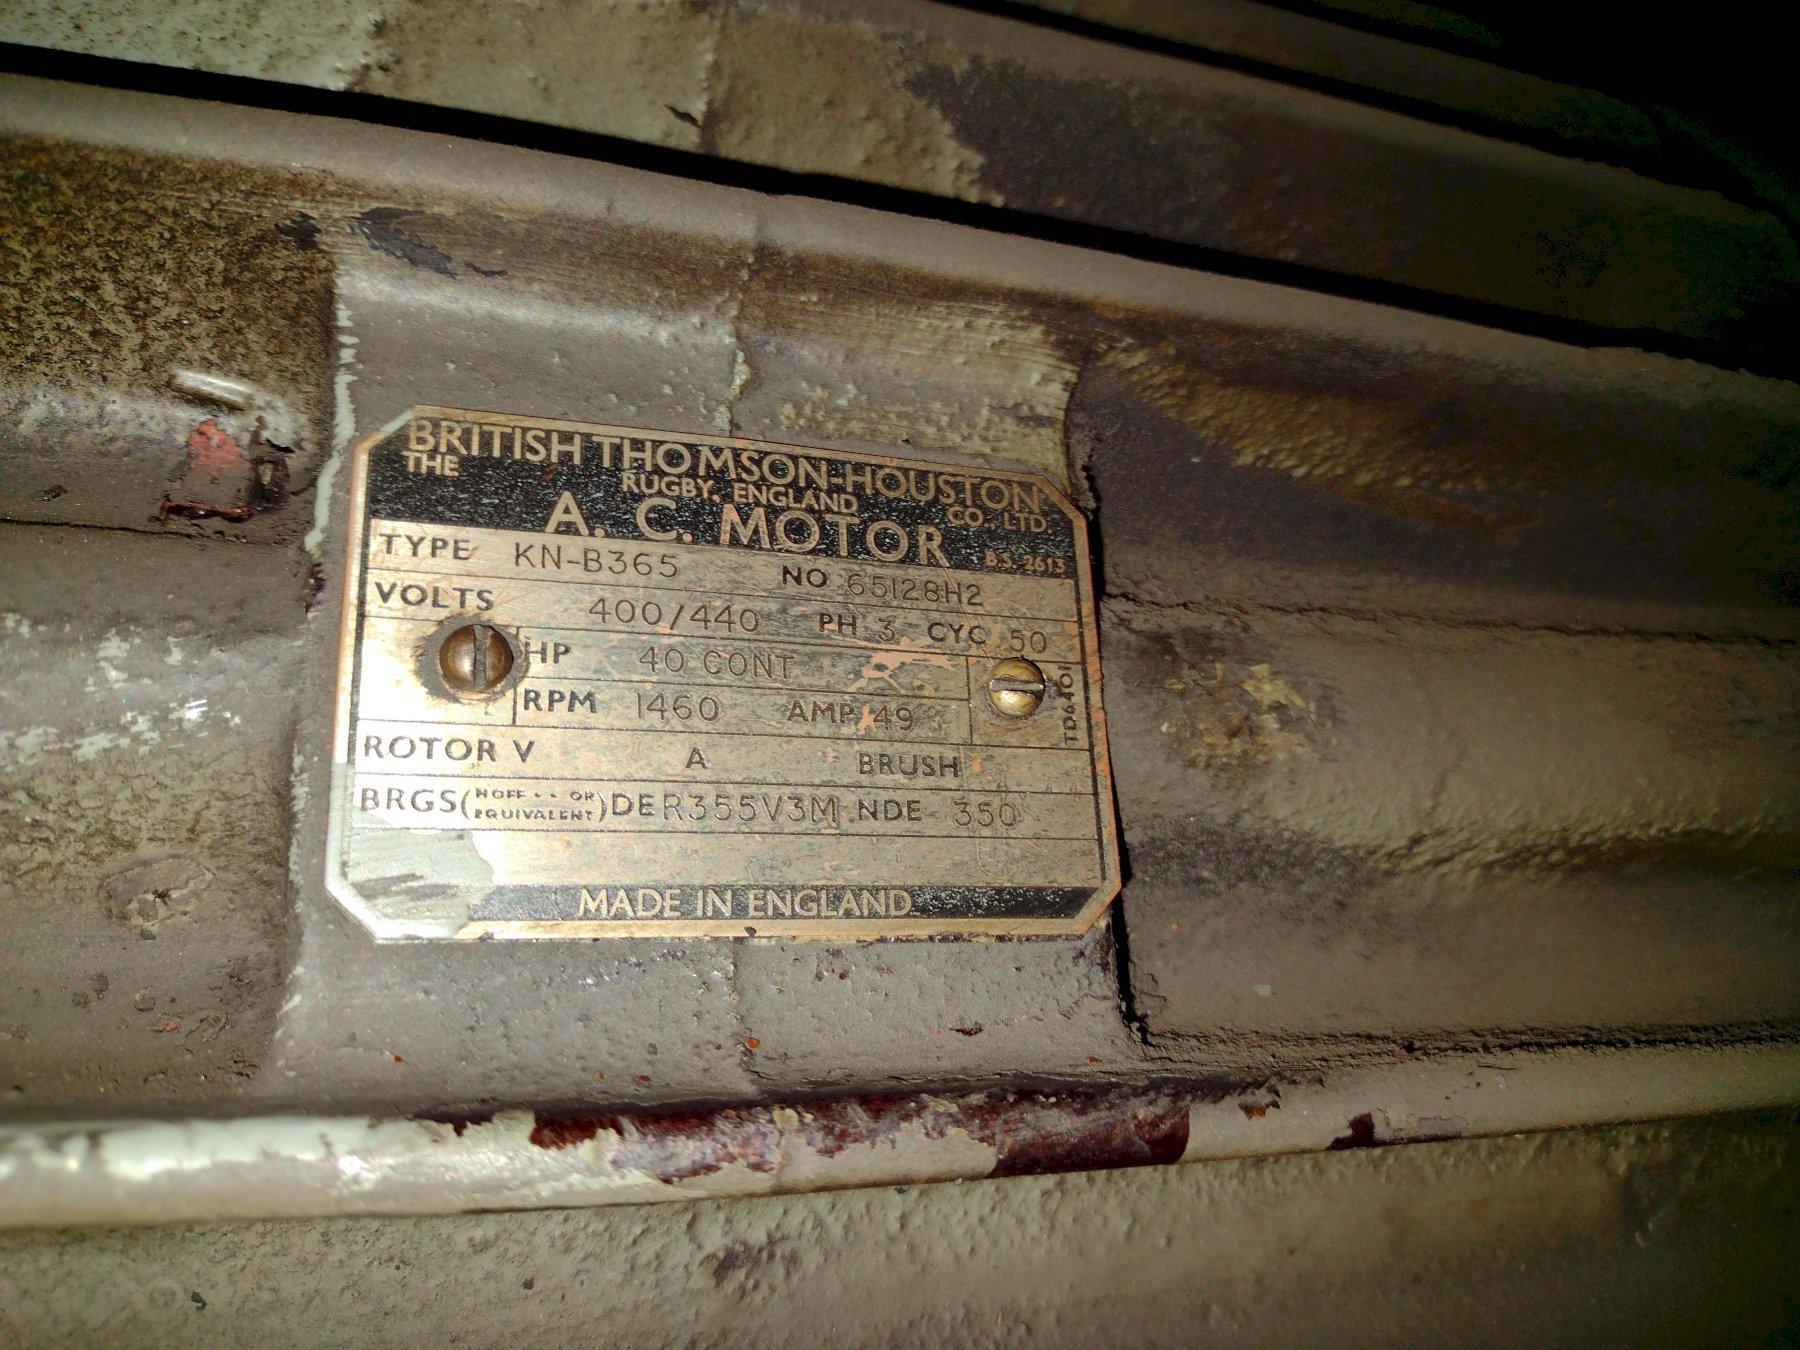 THE BRITISH THOMSON-HOUSTON CO., LTD.
RUGBY, ENGLAND
A. C. MOTOR B.S. 2613
TYPE KN-B365 NO 65128H2
VOLTS 400/440 PH 3 CYC 50
HP 40 CONT
RPM 1460 AMP 49
TD6401
ROTOR V A BRUSH
BRGS (HOFF - - OR EQUIVALENT) DE R355V3M NDE 350
MADE IN ENGLAND